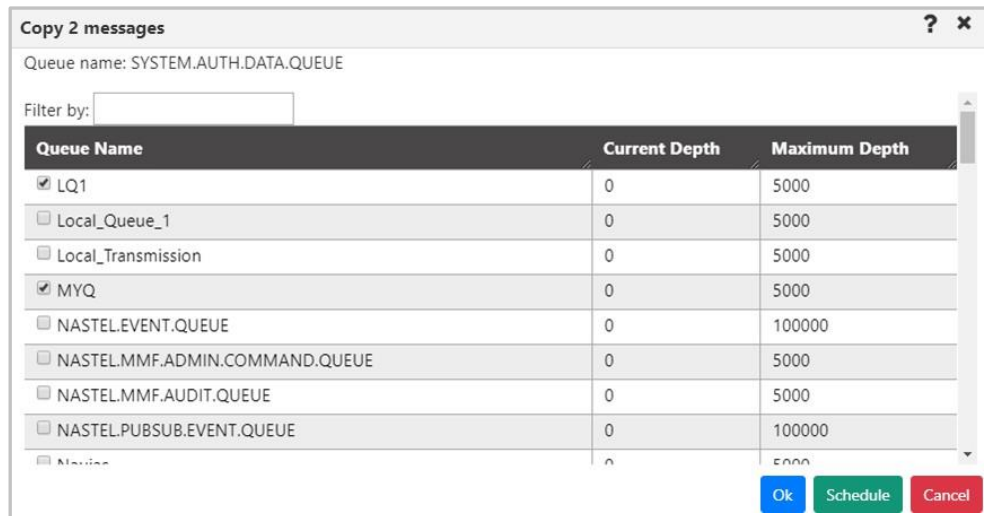 Copy 2 messages ? ×
Queue name: SYSTEM.AUTH.DATA.QUEUE
Filter by:
Queue Name Current Depth Maximum Depth
LQ1 0 5000
Local_Queue_1 0 5000
Local_Transmission 0 5000
MYQ 0 5000
NASTEL.EVENT.QUEUE 0 100000
NASTEL.MMF.ADMIN.COMMAND.QUEUE 0 5000
NASTEL.MMF.AUDIT.QUEUE 0 5000
NASTEL.PUBSUB.EVENT.QUEUE 0 100000
0 5000
Ok Schedule Cancel